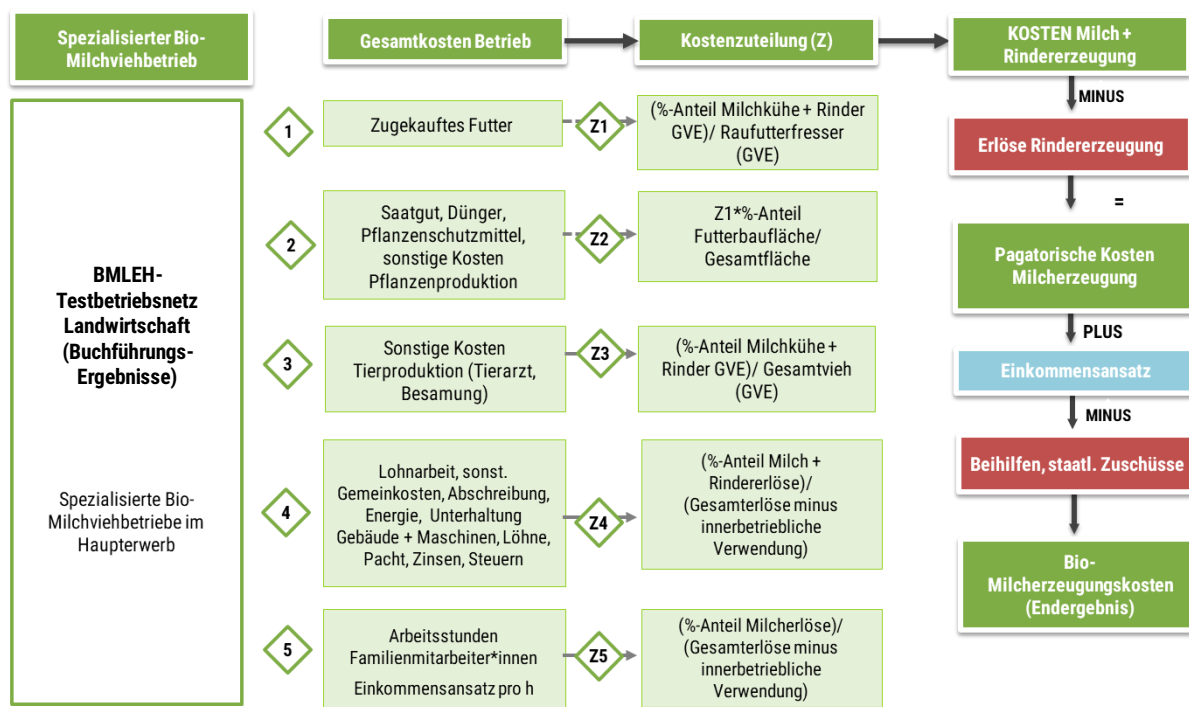 Spezialisierter Bio-
Milchviehbetrieb
Gesamtkosten Betrieb
Kostenzuteilung (Z)
KOSTEN Milch +
Rindererzeugung
BMLEH-
Testbetriebsnetz
Landwirtschaft
(Buchführungs-
Ergebnisse)
Spezialisierte Bio-
Milchviehbetriebe im
Haupterwerb
1
Zugekauftes Futter
Z1
(%-Anteil Milchkühe + Rinder
GVE)/ Raufutterfresser
(GVE)
2
Saatgut, Dünger,
Pflanzenschutzmittel,
sonstige Kosten
Pflanzenproduktion
Z2
Z1*%-Anteil
Futterbaufläche/
Gesamtfläche
3
Sonstige Kosten
Tierproduktion (Tierarzt,
Besamung)
Z3
(%-Anteil Milchkühe +
Rinder GVE)/ Gesamtvieh
(GVE)
4
Lohnarbeit, sonst.
Gemeinkosten, Abschreibung,
Energie, Unterhaltung
Gebäude + Maschinen, Löhne,
Pacht, Zinsen, Steuern
Z4
(%-Anteil Milch +
Rindererlöse)/
(Gesamterlöse minus
innerbetriebliche
Verwendung)
5
Arbeitsstunden
Familienmitarbeiter*innen
Einkommensansatz pro h
Z5
(%-Anteil Milcherlöse)/
(Gesamterlöse minus
innerbetriebliche
Verwendung)
MINUS
Erlöse Rindererzeugung
=
Pagatorische Kosten
Milcherzeugung
PLUS
Einkommensansatz
MINUS
Beihilfen, staatl. Zuschüsse
Bio-
Milcherzeugungskosten
(Endergebnis)